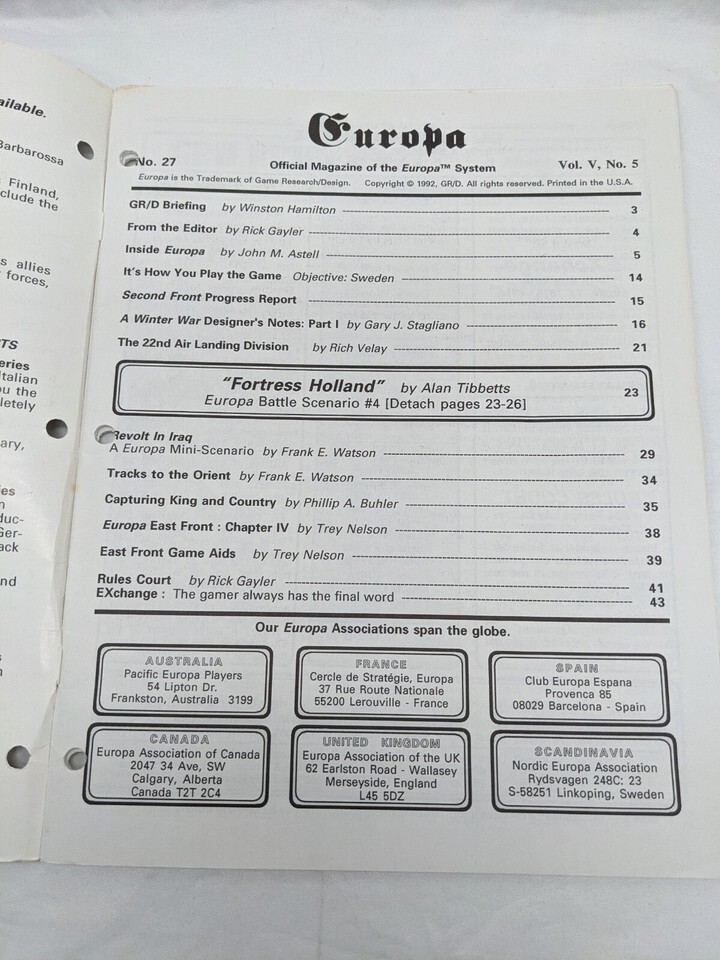 ailable.
Barbarossa
Finland,
clude the
s allies
forces,
TS
eries
talian
u the
letely
ary,
ies
n
duc-
Ger-
ack
nd
s
n
Europa
No. 27 Official Magazine of the Europa™ System Vol. V, No. 5
Europa is the Trademark of Game Research/Design. Copyright © 1992, GR/D. All rights reserved. Printed in the U.S.A.
GR/D Briefing by Winston Hamilton 3
From the Editor by Rick Gayler 4
Inside Europa by John M. Astell 5
It's How You Play the Game Objective: Sweden 14
Second Front Progress Report 15
A Winter War Designer's Notes: Part I by Gary J. Stagliano 16
The 22nd Air Landing Division by Rich Velay 21
"Fortress Holland" by Alan Tibbetts 23
Europa Battle Scenario #4 [Detach pages 23-26]
Revolt In Iraq
A Europa Mini-Scenario by Frank E. Watson 29
Tracks to the Orient by Frank E. Watson 34
Capturing King and Country by Phillip A. Buhler 35
Europa East Front : Chapter IV by Trey Nelson 38
East Front Game Aids by Trey Nelson 39
Rules Court by Rick Gayler 41
EXchange : The gamer always has the final word 43
Our Europa Associations span the globe.
AUSTRALIA
Pacific Europa Players
54 Lipton Dr.
Frankston, Australia 3199
FRANCE
Cercle de Stratégie, Europa
37 Rue Route Nationale
55200 Lerouville - France
SPAIN
Club Europa Espana
Provenca 85
08029 Barcelona - Spain
CANADA
Europa Association of Canada
2047 34 Ave, SW
Calgary, Alberta
Canada T2T 2C4
UNITED KINGDOM
Europa Association of the UK
62 Earlston Road - Wallasey
Merseyside, England
L45 5DZ
SCANDINAVIA
Nordic Europa Association
Rydsvagen 248C: 23
S-58251 Linkoping, Sweden